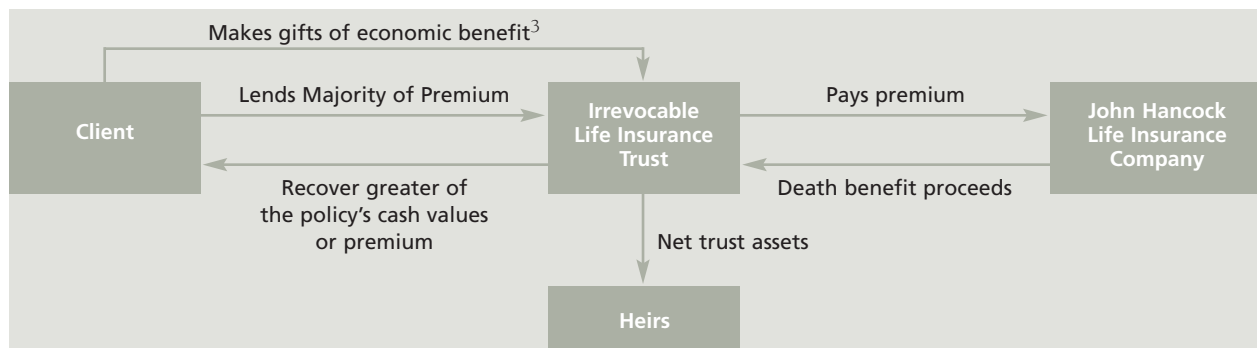 Makes gifts of economic benefit3
Client
Lends Majority of Premium
Irrevocable
Life Insurance
Trust
Pays premium
John Hancock
Life Insurance
Company
Recover greater of
the policy's cash values
or premium
Death benefit proceeds
Net trust assets
Heirs